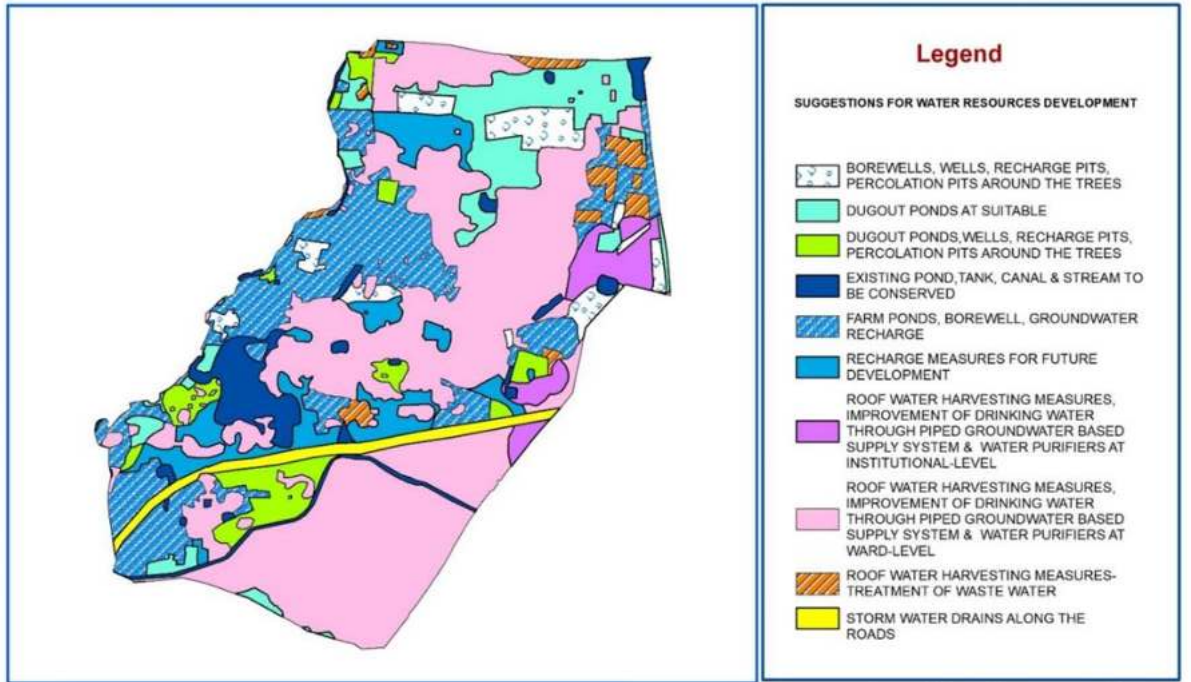 Legend
SUGGESTIONS FOR WATER RESOURCES DEVELOPMENT
BOREWELLS, WELLS, RECHARGE PITS,
PERCOLATION PITS AROUND THE TREES
DUGOUT PONDS AT SUITABLE
DUGOUT PONDS,WELLS, RECHARGE PITS,
PERCOLATION PITS AROUND THE TREES
EXISTING POND,TANK, CANAL & STREAM TO
BE CONSERVED
FARM PONDS, BOREWELL, GROUNDWATER
RECHARGE
RECHARGE MEASURES FOR FUTURE
DEVELOPMENT
ROOF WATER HARVESTING MEASURES,
IMPROVEMENT OF DRINKING WATER
THROUGH PIPED GROUNDWATER BASED
SUPPLY SYSTEM & WATER PURIFIERS AT
INSTITUTIONAL-LEVEL
ROOF WATER HARVESTING MEASURES,
IMPROVEMENT OF DRINKING WATER
THROUGH PIPED GROUNDWATER BASED
SUPPLY SYSTEM & WATER PURIFIERS AT
WARD-LEVEL
ROOF WATER HARVESTING MEASURES-
TREATMENT OF WASTE WATER
STORM WATER DRAINS ALONG THE
ROADS